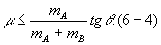 μ ≤ m_A / (m_A + m_B) tg ∂ (6 – 4)